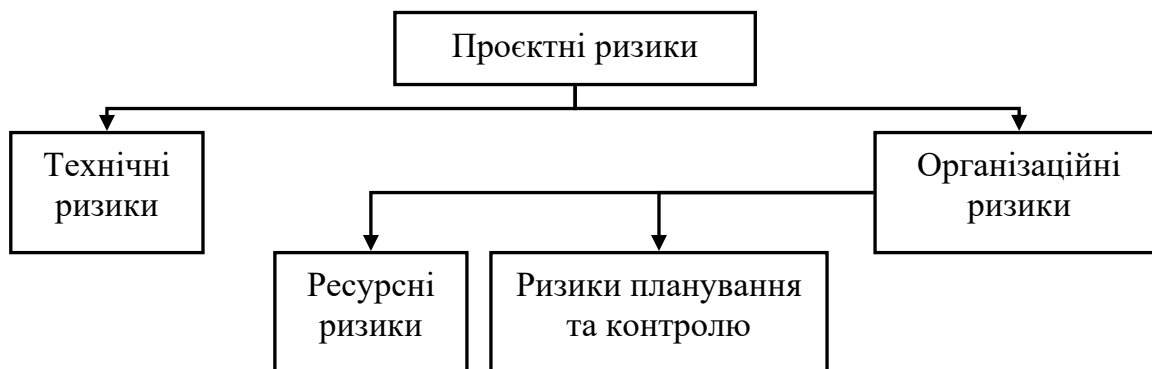 Проєктні ризики
Технічні
ризики
Організаційні
ризики
Ресурсні
ризики
Ризики планування
та контролю